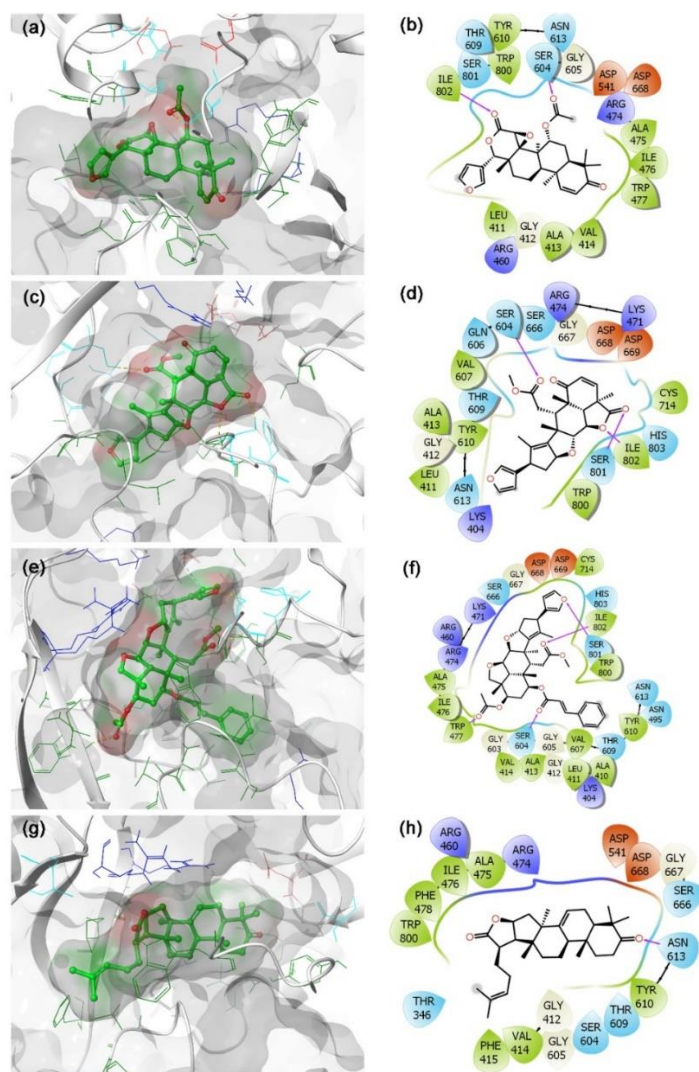 (a)
(b)
TYR 610
ASN 613
THR 609
SER 801
TRP 800
SER 604
GLY 605
ILE 802
ASP 541
ASP 668
ARG 474
ALA 475
ILE 476
TRP 477
LEU 411
GLY 412
ALA 413
VAL 414
ARG 460
O
O
O
O
O
O
O
(c)
(d)
ARG 474
LYS 471
SER 604
SER 666
GLY 667
GLN 606
ASP 668
ASP 669
VAL 607
THR 609
CYS 714
ALA 413
TYR 610
GLY 412
HIS 803
ILE 802
SER 801
LEU 411
ASN 613
TRP 800
LYS 404
O
O
O
O
O
O
O
(e)
(f)
GLY 667
ASP 668
ASP 669
CYS 714
SER 666
LYS 471
HIS 803
ILE 802
ARG 460
ARG 474
SER 801
TRP 800
ALA 475
ILE 476
TRP 477
ASN 613
ASN 495
TYR 610
GLY 603
SER 604
GLY 605
VAL 607
THR 609
VAL 414
ALA 413
GLY 412
LEU 411
ALA 410
LYS 404
O
O
O
O
O
O
O
O
O
(g)
(h)
ARG 460
ARG 474
ASP 541
ASP 668
GLY 667
ALA 475
ILE 476
SER 666
PHE 478
TRP 800
ASN 613
TYR 610
THR 346
GLY 412
THR 609
VAL 414
SER 604
PHE 415
GLY 605
O
O
O